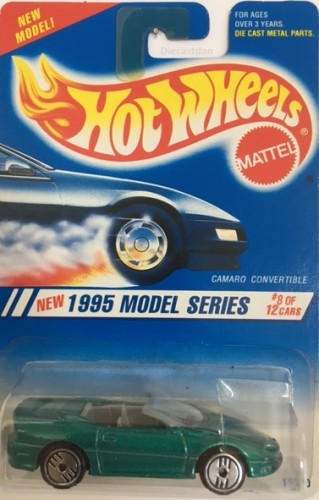 NEW
MODEL!
FOR AGES
OVER 3 YEARS.
DIE CAST METAL PARTS.
Diecastdan
HOT WHEELS
MATTEL
CAMARO CONVERTIBLE
NEW 1995 MODEL SERIES
#8 OF
12 CARS